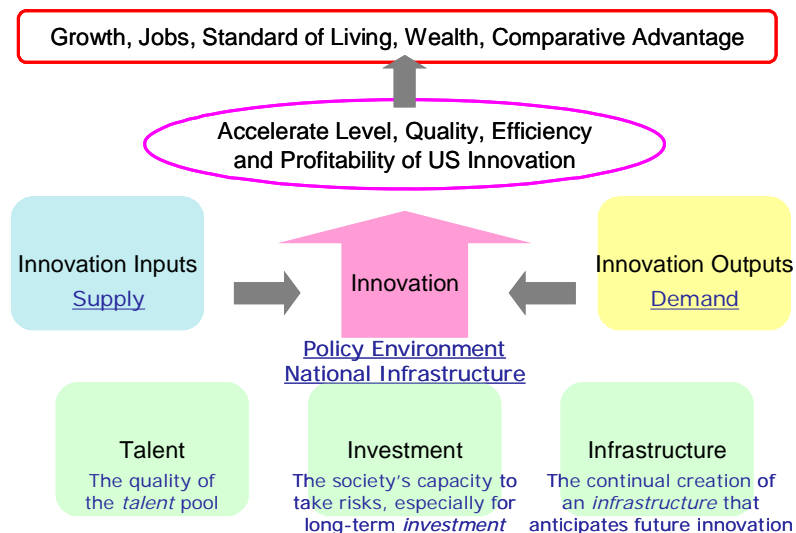 Growth, Jobs, Standard of Living, Wealth, Comparative Advantage
Accelerate Level, Quality, Efficiency
and Profitability of US Innovation
Innovation Inputs
Supply
Innovation
Innovation Outputs
Demand
Policy Environment
National Infrastructure
Talent
The quality of
the talent pool
Investment
The society's capacity to
take risks, especially for
long-term investment
Infrastructure
The continual creation of
an infrastructure that
anticipates future innovation